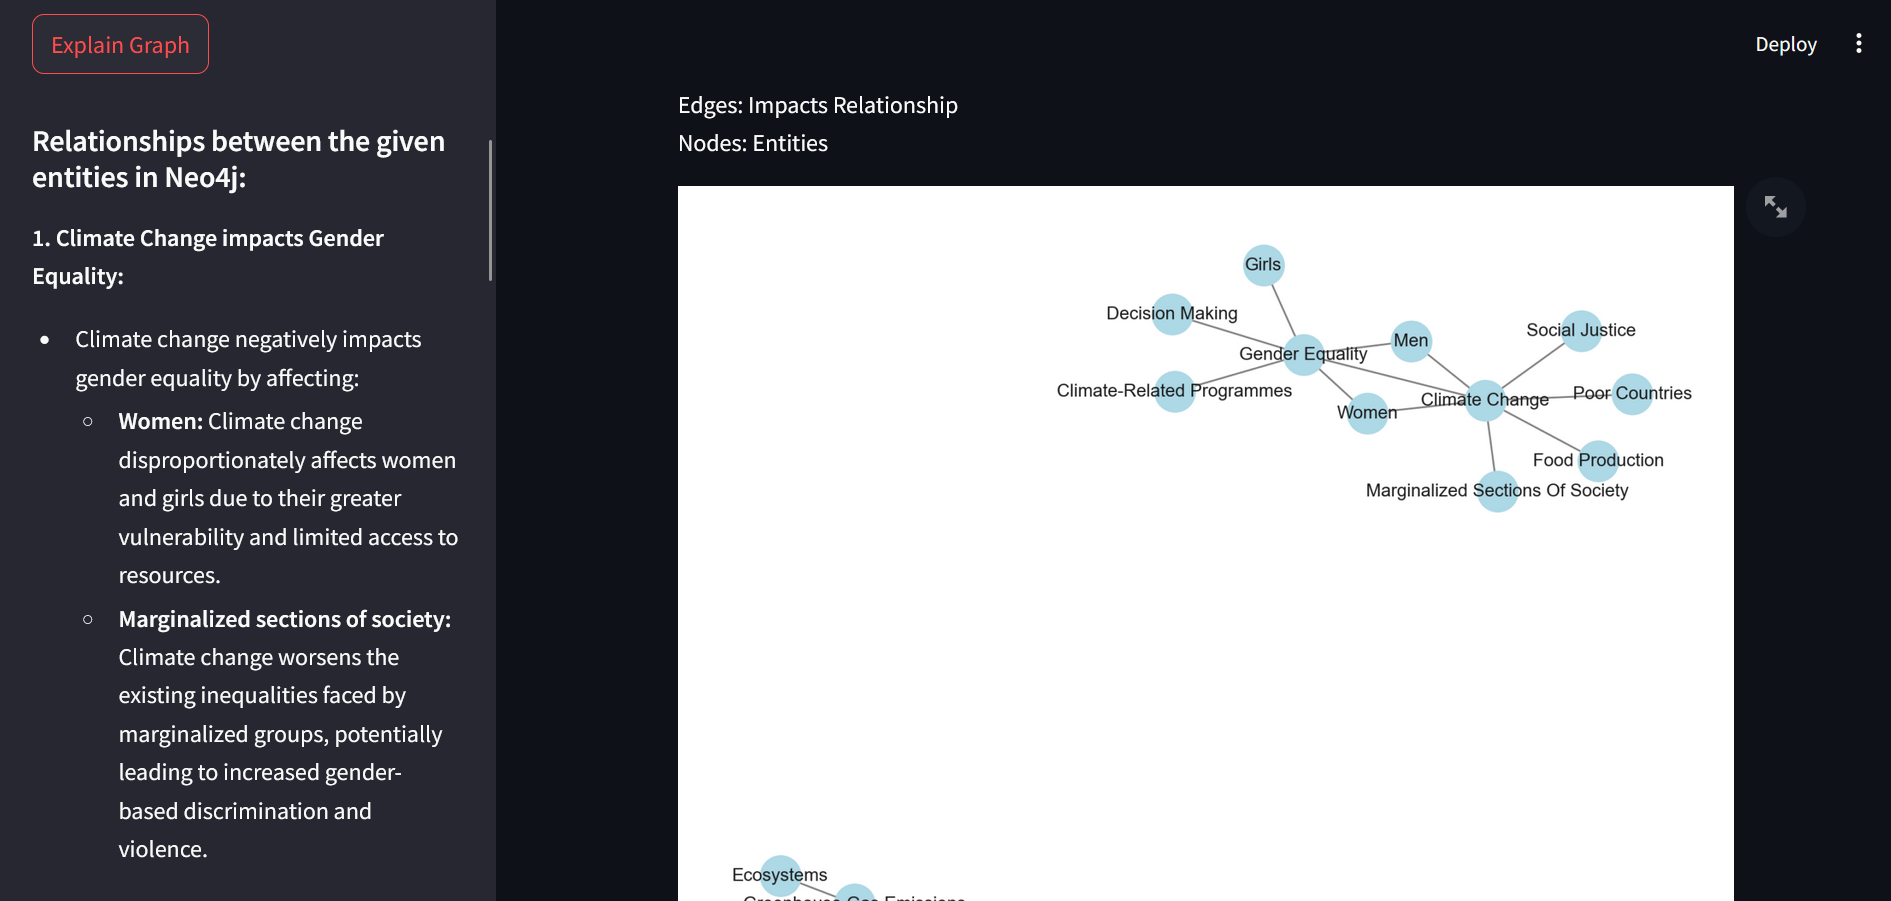 Explain Graph
Relationships between the given
entities in Neo4j:
1. Climate Change impacts Gender
Equality:
Climate change negatively impacts
gender equality by affecting:
Women: Climate change
disproportionately affects women
and girls due to their greater
vulnerability and limited access to
resources.
Marginalized sections of society:
Climate change worsens the
existing inequalities faced by
marginalized groups, potentially
leading to increased gender-
based discrimination and
violence.
Deploy
Edges: Impacts Relationship
Nodes: Entities
Girls
Decision Making
Social Justice
Men
Gender Equality
Climate-Related Programmes
Poor Countries
Climate Change
Women
Food Production
Marginalized Sections Of Society
Ecosystems
Greenhouse Gas Emissions